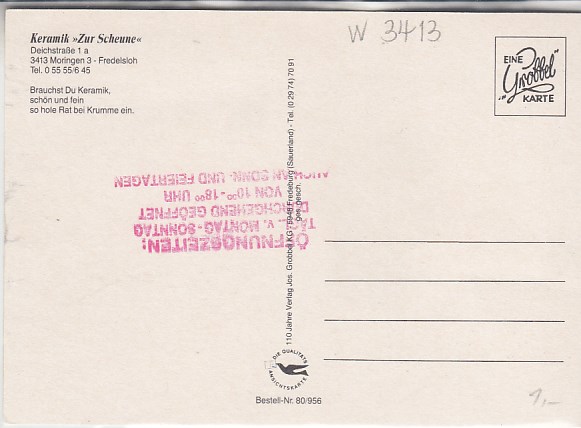 Keramik »Zur Scheune«
Deichstraße 1 a
3413 Moringen 3 - Fredelsloh
Tel. 0 55 55/6 45
Brauchst Du Keramik,
schön und fein
so hole Rat bei Krumme ein.
W 3413
EINE
"Grobbel"
KARTE
ÖFFNUNGSZEITEN:
TÄGL. v. MONTAG - SONNTAG
DURCHGEHEND GEÖFFNET
VON 10⁰⁰ - 18⁰⁰ UHR
AUCH AN SONN- UND FEIERTAGEN
110 Jahre Verlag Jos. Grobbel KG · 5948 Fredeburg (Sauerland) - Tel. (0 29 74) 70 91
ges. gesch.
DIE QUALITÄTS
ANSICHTSKARTE
Bestell-Nr. 80/956
1,-